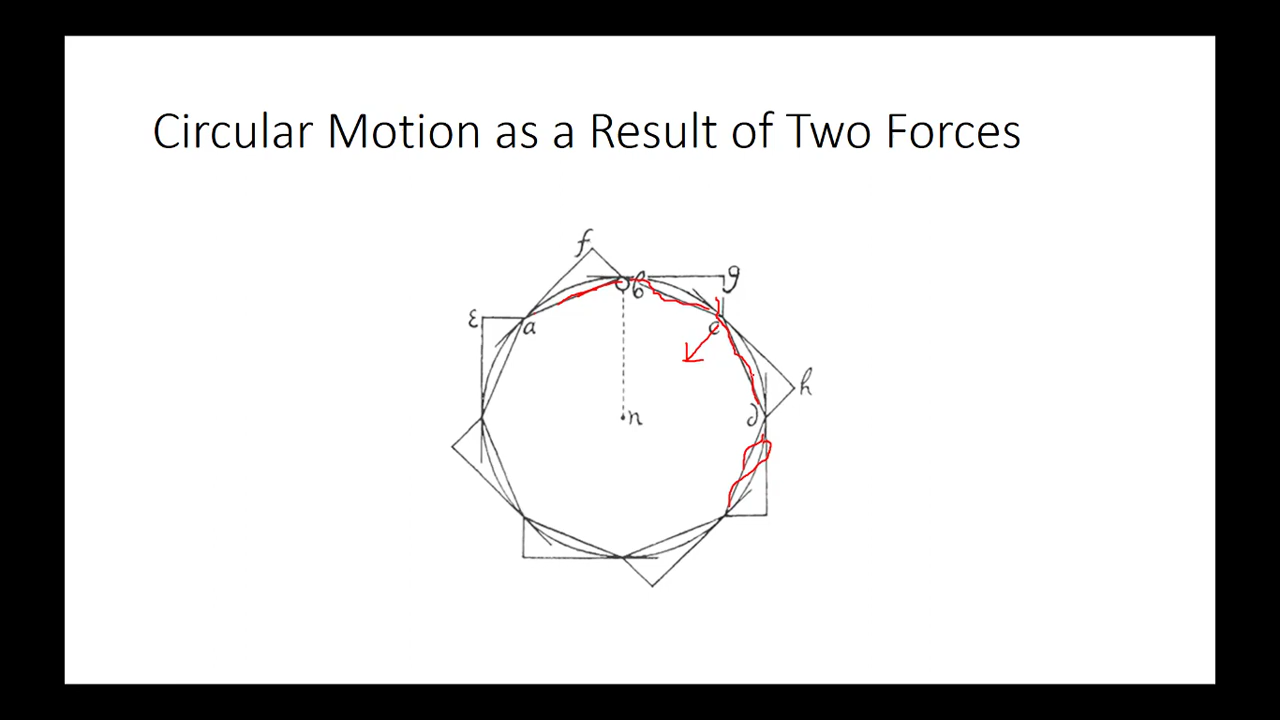 Circular Motion as a Result of Two Forces
f
b
g
ε
a
c
h
n
d